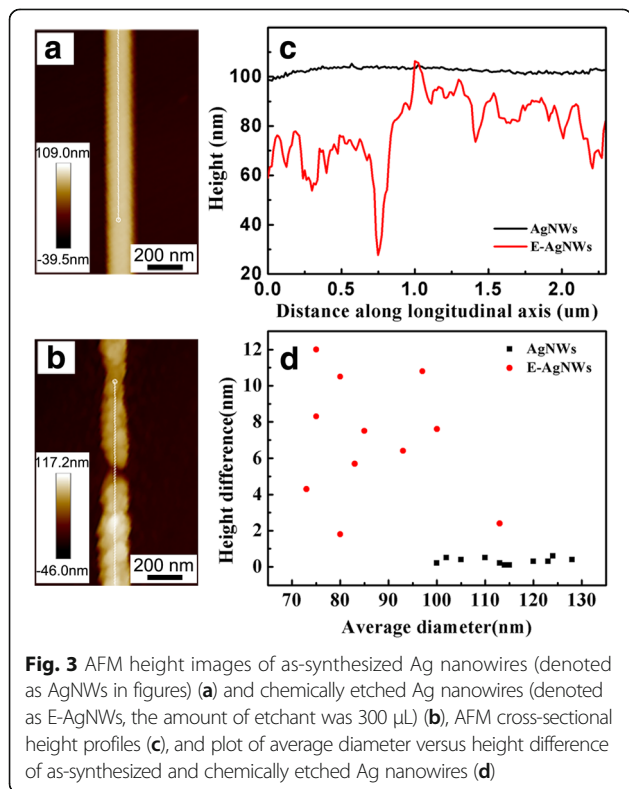 a
109.0nm
-39.5nm
200 nm
b
117.2nm
-46.0nm
200 nm
c
Height (nm)
100
80
60
40
20
AgNWs
E-AgNWs
0.0 0.5 1.0 1.5 2.0
Distance along longitudinal axis (um)
d
Height difference(nm)
12
10
8
6
4
2
0
AgNWs
E-AgNWs
70 80 90 100 110 120 130
Average diameter(nm)
Fig. 3 AFM height images of as-synthesized Ag nanowires (denoted
as AgNWs in figures) (a) and chemically etched Ag nanowires (denoted
as E-AgNWs, the amount of etchant was 300 μL) (b), AFM cross-sectional
height profiles (c), and plot of average diameter versus height difference
of as-synthesized and chemically etched Ag nanowires (d)